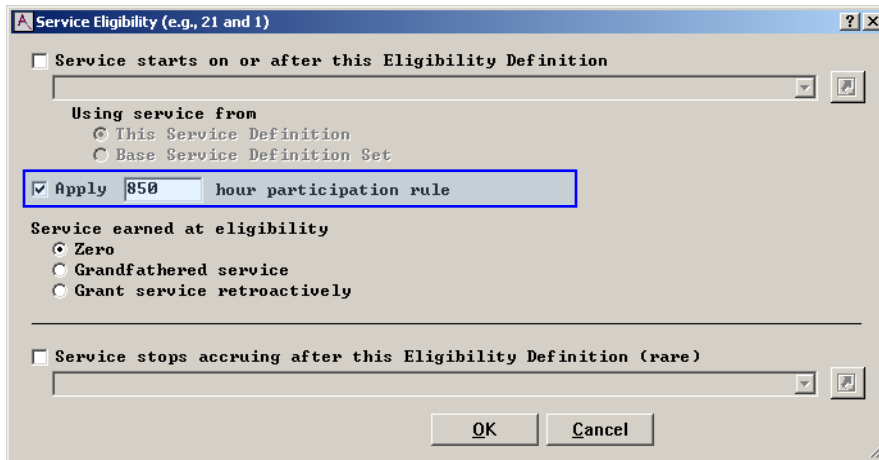 Service Eligibility (e.g., 21 and 1)
Service starts on or after this Eligibility Definition
Using service from
This Service Definition
Base Service Definition Set
Apply 850 hour participation rule
Service earned at eligibility
Zero
Grandfathered service
Grant service retroactively
Service stops accruing after this Eligibility Definition (rare)
OK Cancel